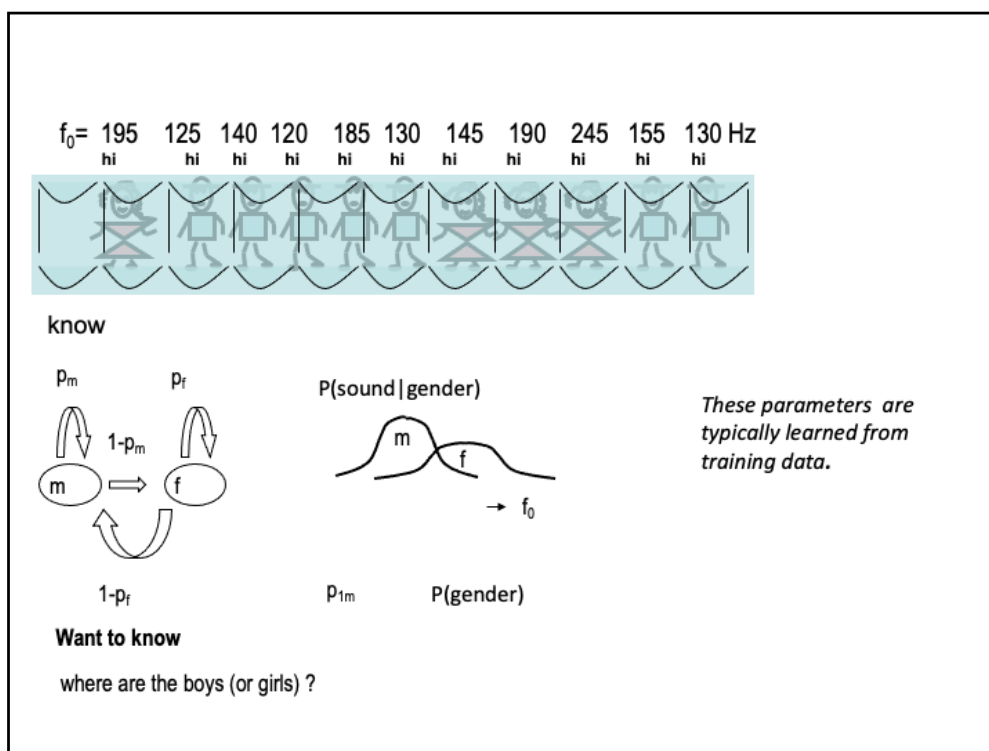 f₀= 195 125 140 120 185 130 145 190 245 155 130 Hz
hi hi hi hi hi hi hi hi hi hi hi
know
pₘ p_f
P(sound|gender)
m
f
1-pₘ
These parameters are
typically learned from
training data.
m f
→ f₀
1-p_f
p₁ₘ P(gender)
Want to know
where are the boys (or girls) ?